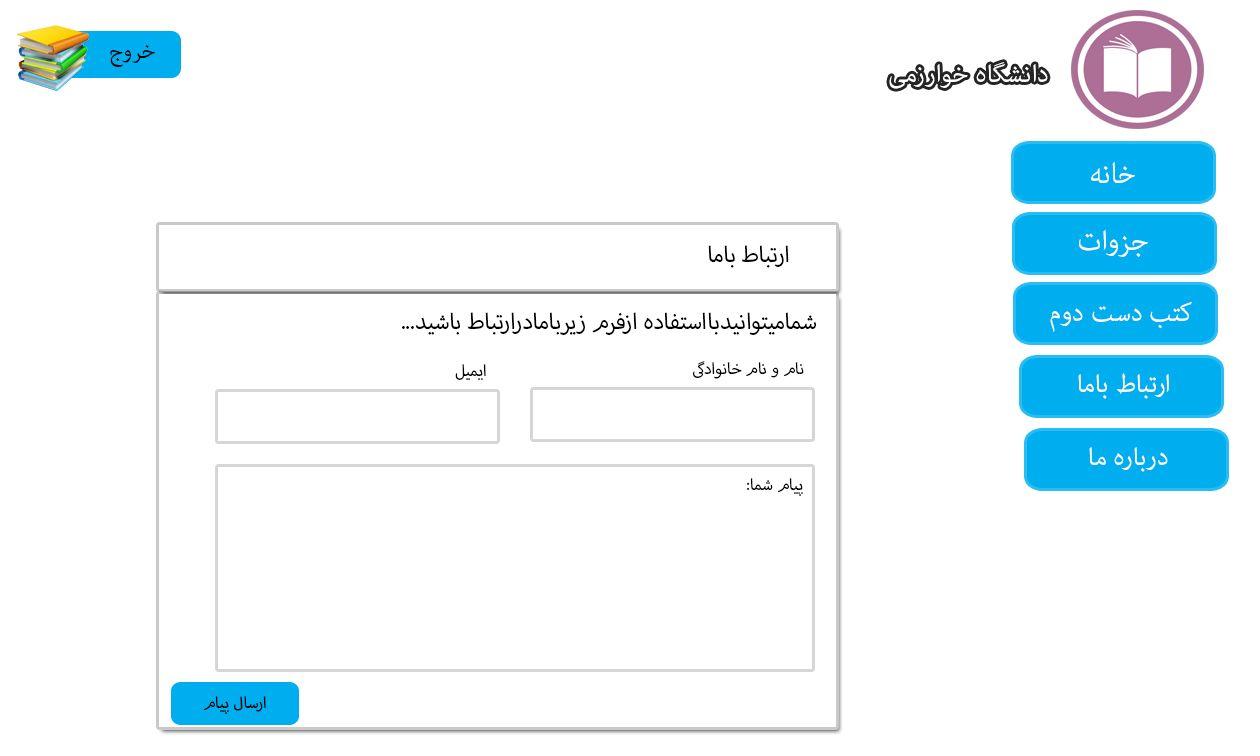 دانشگاه خوارزمی
خروج
خانه
جزوات
کتب دست دوم
ارتباط باما
درباره ما
ارتباط باما
شمامیتوانیدبااستفاده ازفرم زیربامادرارتباط باشید...
نام و نام خانوادگی
ایمیل
پیام شما:
ارسال پیام